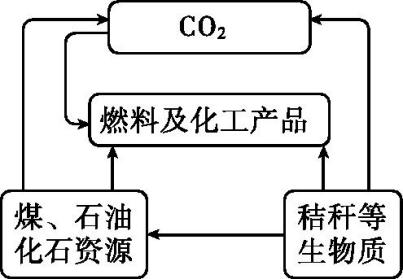 CO₂
燃料及化工产品
煤、石油
化石资源
秸秆等
生物质